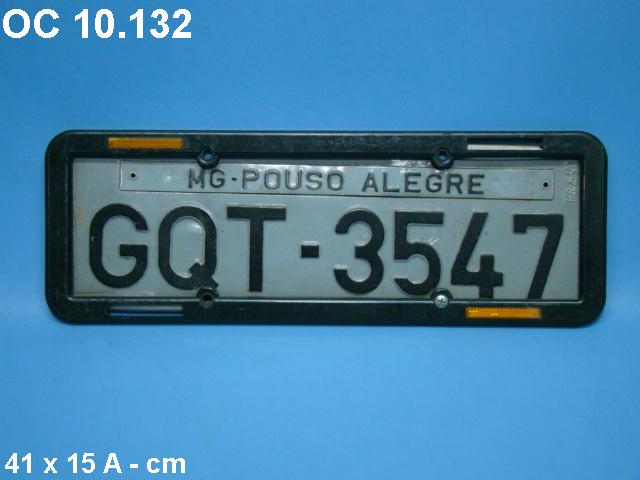 OC 10.132
MG-POUSO ALEGRE
GQT-3547
41 x 15 A - cm